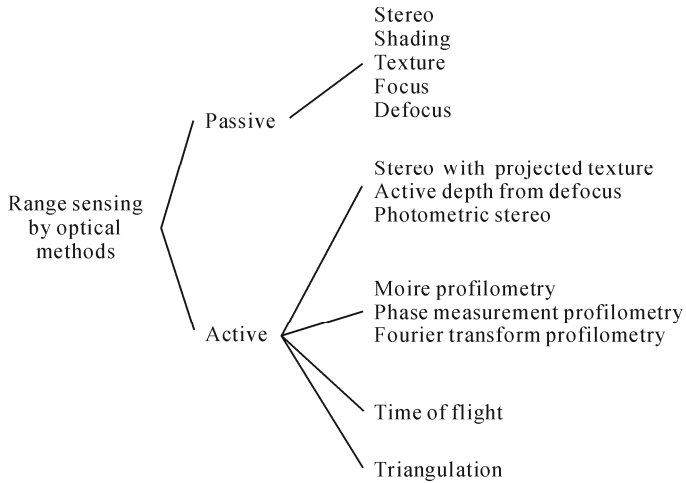 Stereo
Shading
Texture
Focus
Defocus
Passive
Stereo with projected texture
Active depth from defocus
Photometric stereo
Range sensing
by optical
methods
Moire profilometry
Phase measurement profilometry
Fourier transform profilometry
Active
Time of flight
Triangulation